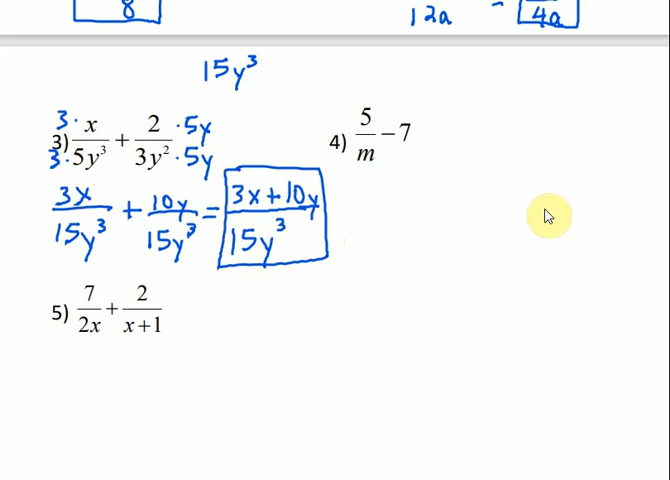 8
12a - 4a
15y³
3) 3 · x / 3 · 5y³ + 2 · 5y / 3y² · 5y
3x / 15y³ + 10y / 15y³ = 3x + 10y / 15y³
4) 5 / m − 7
5) 7 / 2x + 2 / x + 1